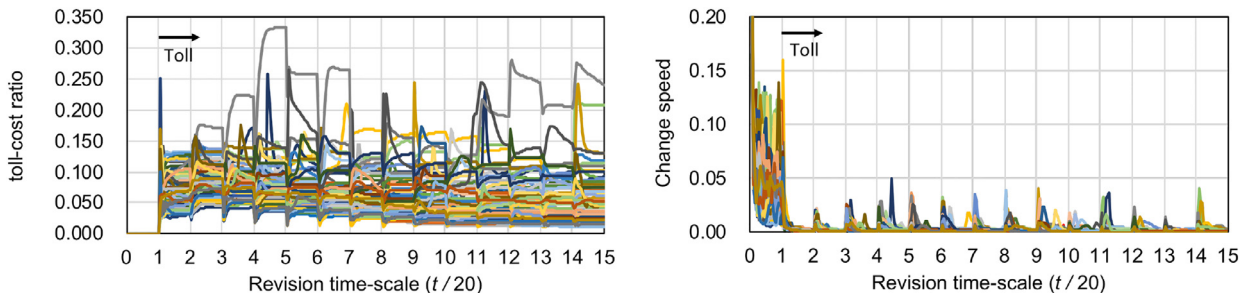 0.350
0.300
0.250
0.200
0.150
0.100
0.050
0.000
toll-cost ratio
Toll
0 1 2 3 4 5 6 7 8 9 10 11 12 13 14 15
Revision time-scale (t / 20)
0.20
0.15
0.10
0.05
0.00
Change speed
Toll
0 1 2 3 4 5 6 7 8 9 10 11 12 13 14 15
Revision time-scale (t / 20)